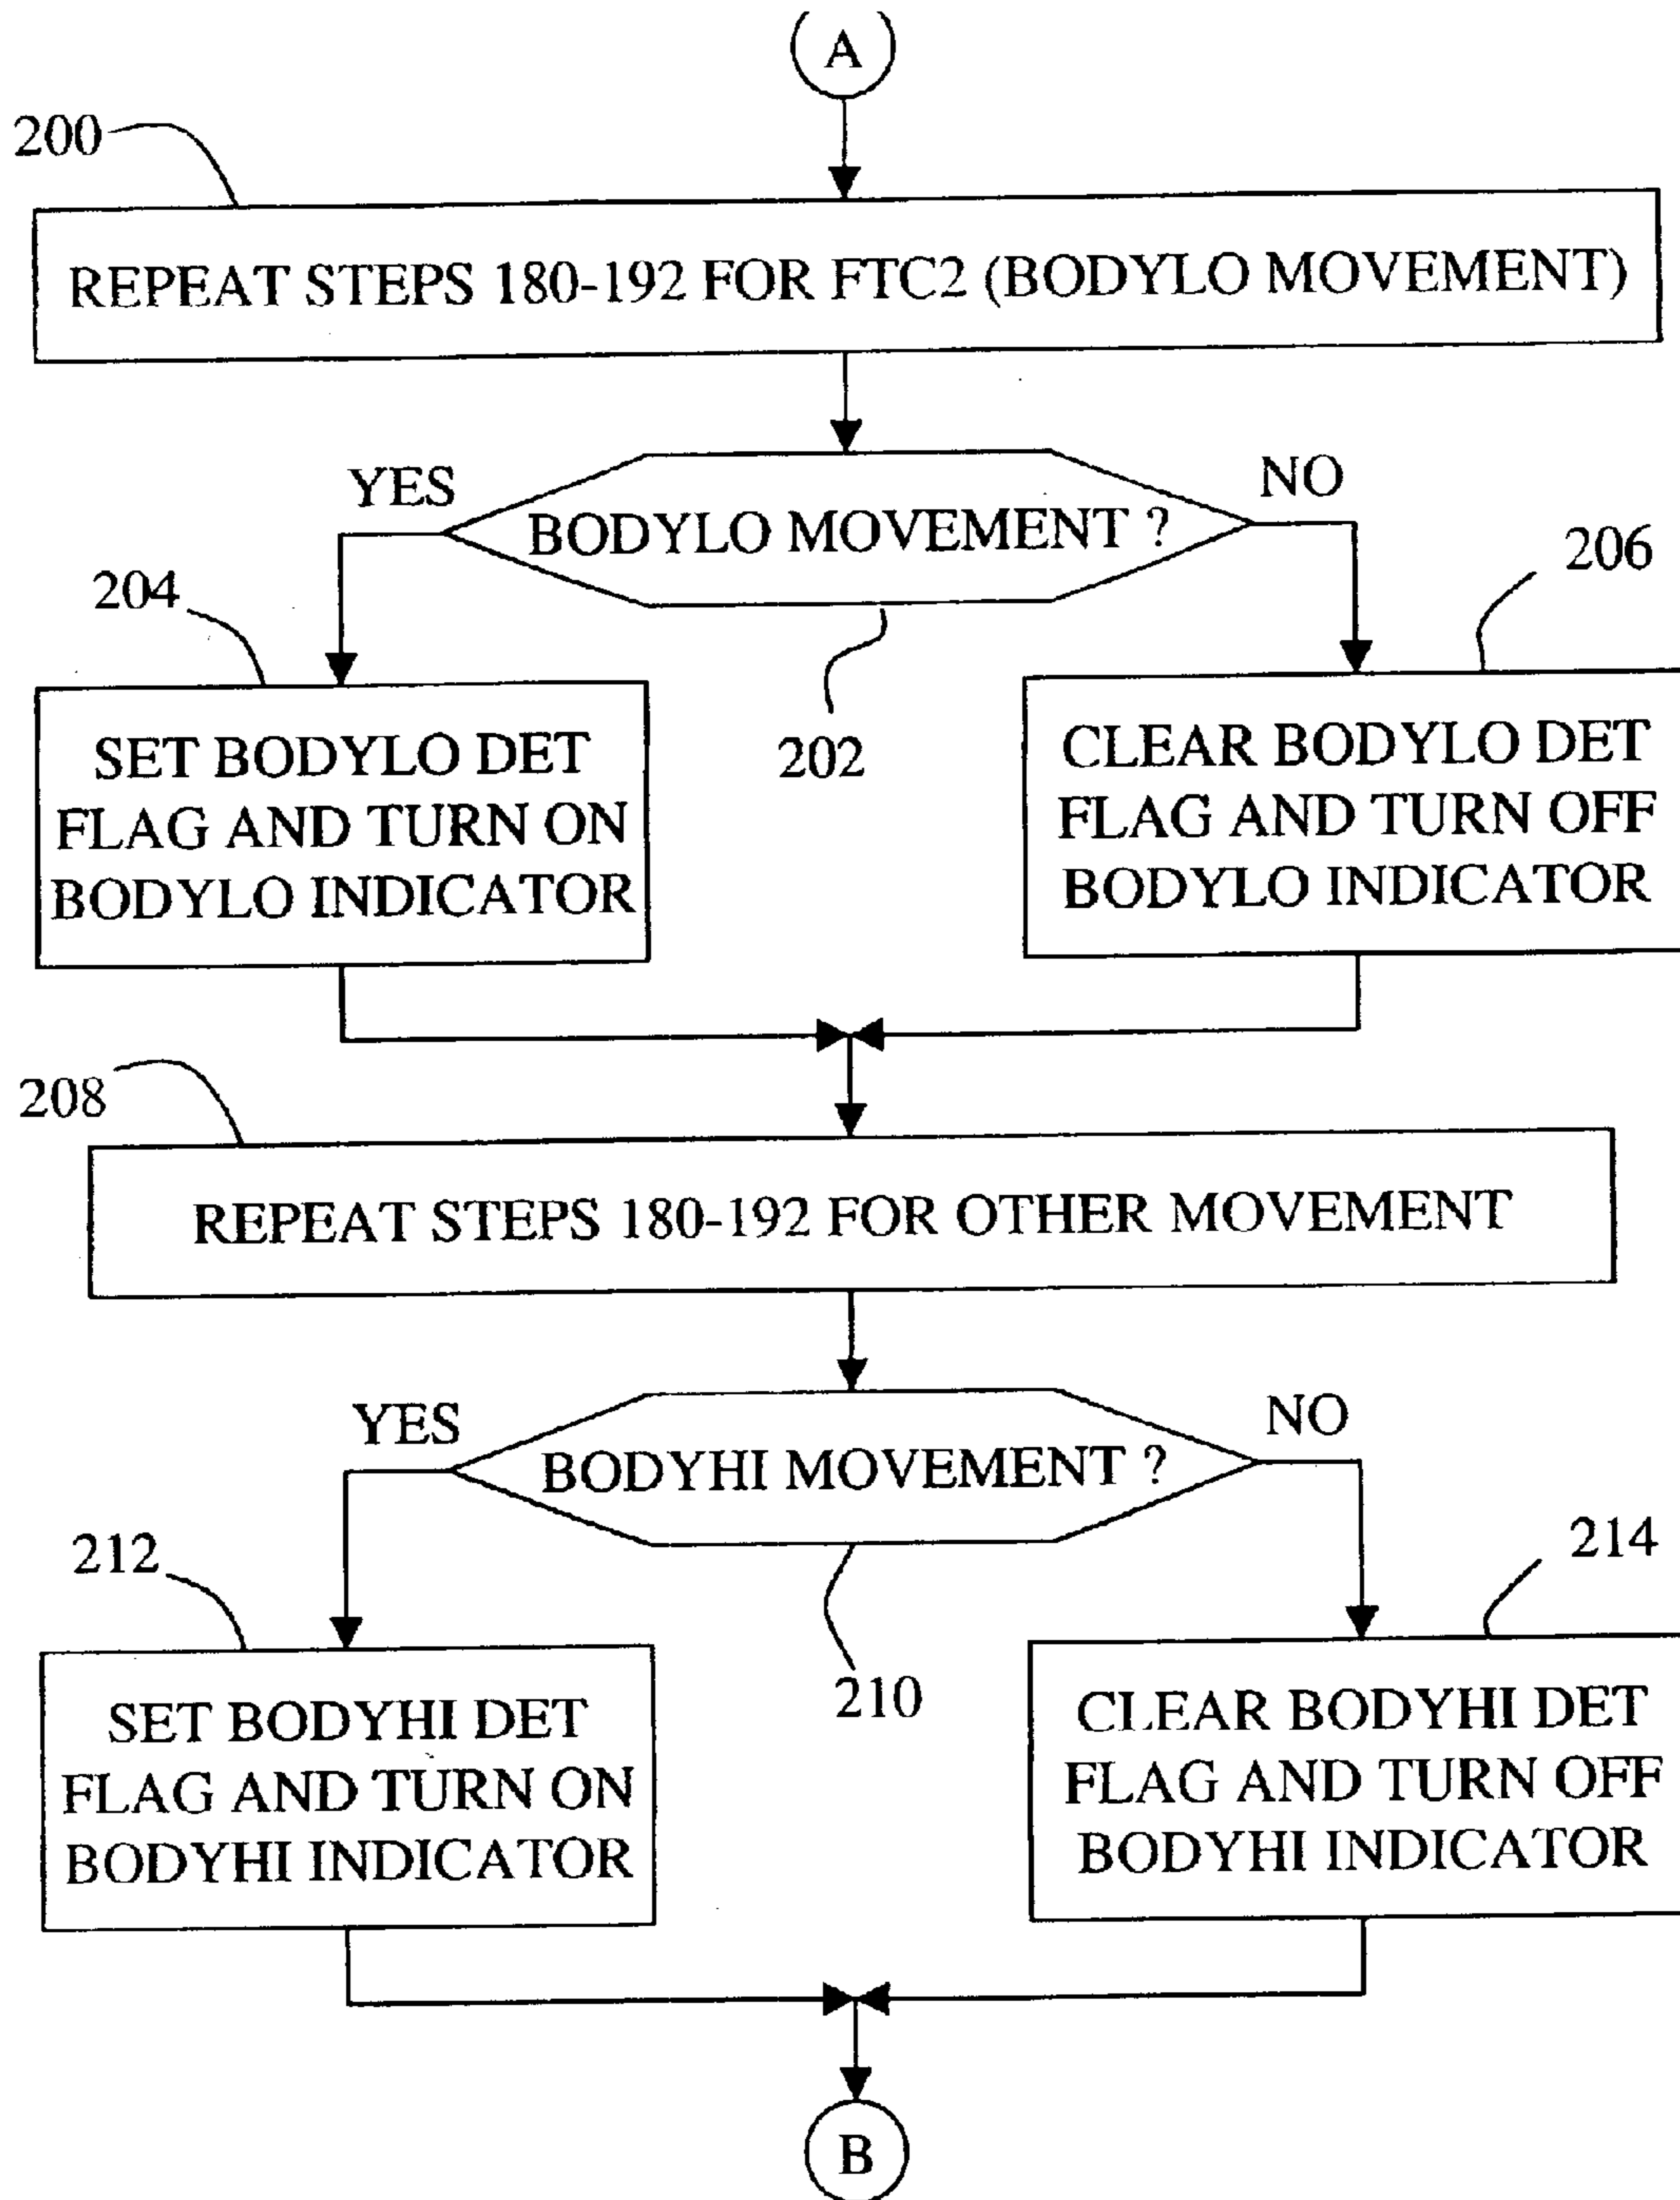 A
200
REPEAT STEPS 180-192 FOR FTC2 (BODYLO MOVEMENT)
YES
NO
BODYLO MOVEMENT ?
204
206
202
SET BODYLO DET
FLAG AND TURN ON
BODYLO INDICATOR
CLEAR BODYLO DET
FLAG AND TURN OFF
BODYLO INDICATOR
208
REPEAT STEPS 180-192 FOR OTHER MOVEMENT
YES
NO
BODYHI MOVEMENT ?
212
214
210
SET BODYHI DET
FLAG AND TURN ON
BODYHI INDICATOR
CLEAR BODYHI DET
FLAG AND TURN OFF
BODYHI INDICATOR
B